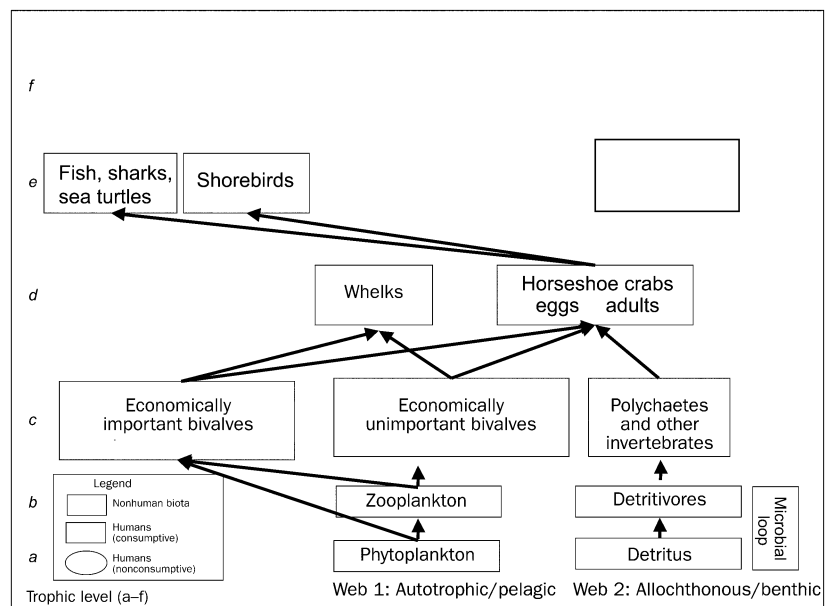 f
e
Fish, sharks,
sea turtles
Shorebirds
d
Whelks
Horseshoe crabs
eggs adults
c
Economically
important bivalves
Economically
unimportant bivalves
Polychaetes
and other
invertebrates
Legend
Nonhuman biota
Humans
(consumptive)
Humans
(nonconsumptive)
b
Zooplankton
Detritivores
Microbial
loop
a
Phytoplankton
Detritus
Trophic level (a–f)
Web 1: Autotrophic/pelagic
Web 2: Allochthonous/benthic